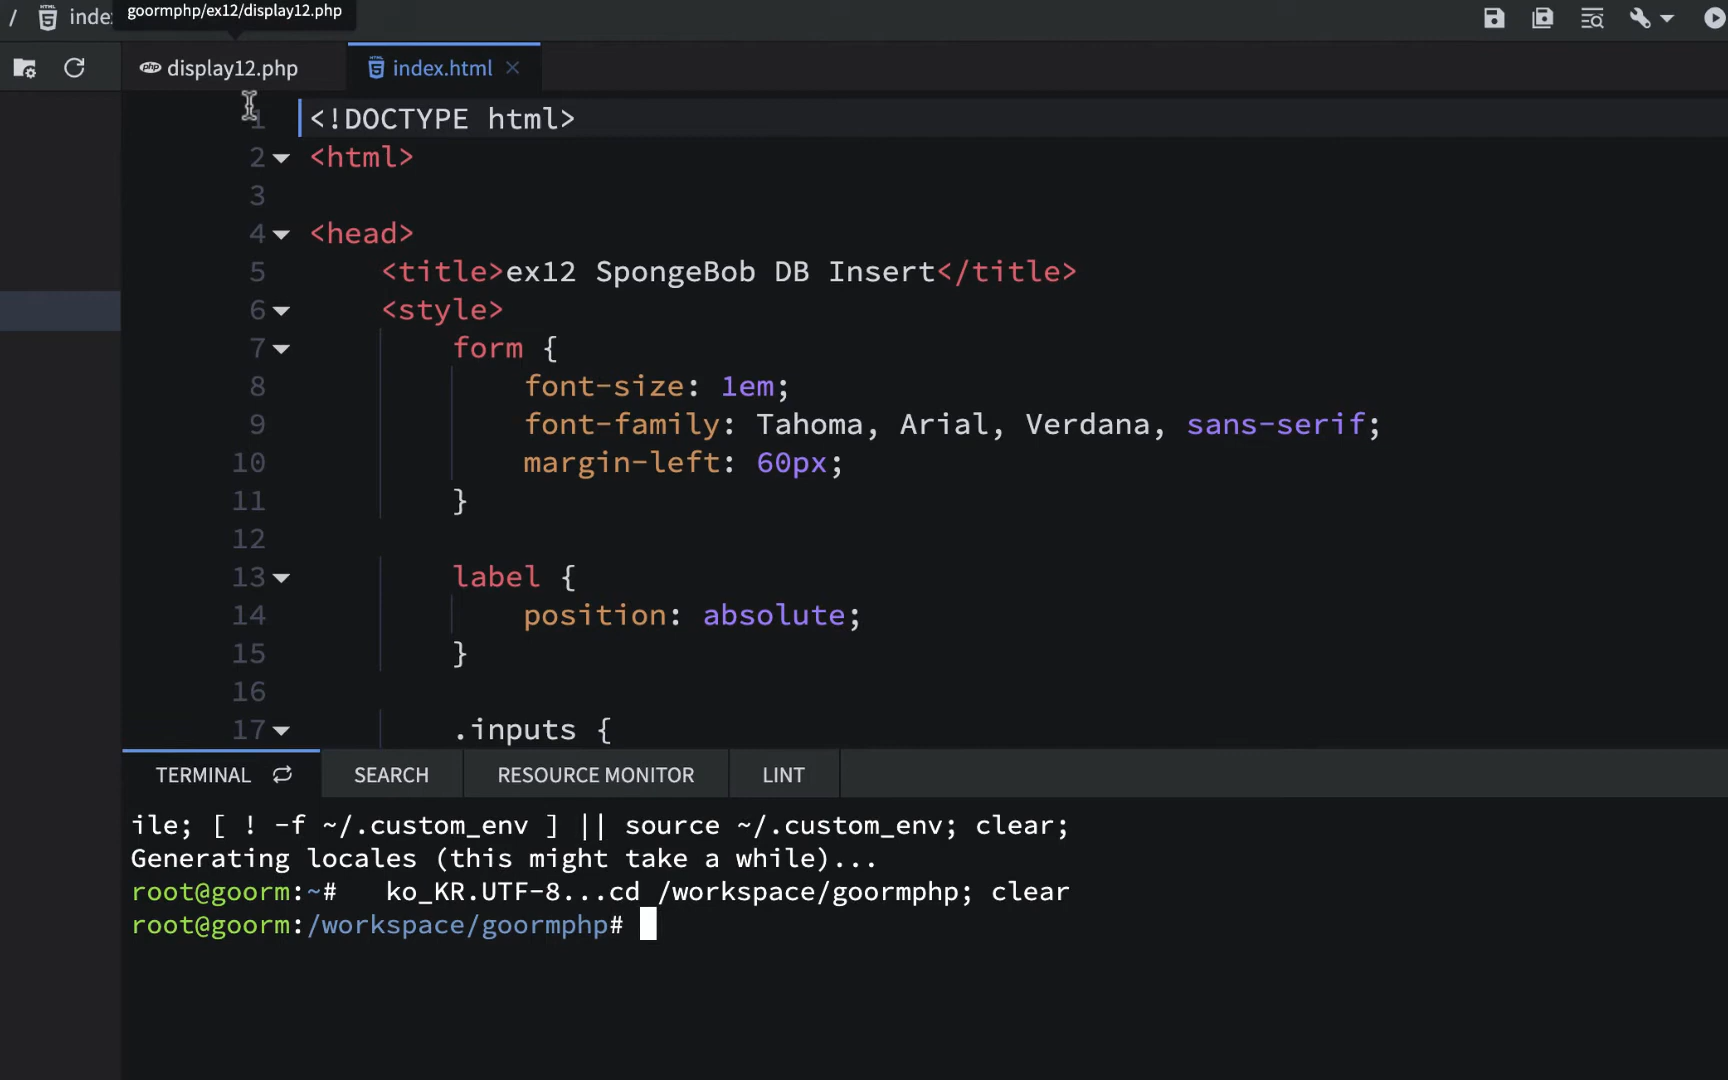 goormphp/ex12/display12.php
/ inde
display12.php index.html
1 <!DOCTYPE html>
2 <html>
3
4 <head>
5 <title>ex12 SpongeBob DB Insert</title>
6 <style>
7 form {
8 font-size: 1em;
9 font-family: Tahoma, Arial, Verdana, sans-serif;
10 margin-left: 60px;
11 }
12
13 label {
14 position: absolute;
15 }
16
17 .inputs {
TERMINAL SEARCH RESOURCE MONITOR LINT
ile; [ ! -f ~/.custom_env ] || source ~/.custom_env; clear;
Generating locales (this might take a while)...
root@goorm:~# ko_KR.UTF-8...cd /workspace/goormphp; clear
root@goorm:/workspace/goormphp#